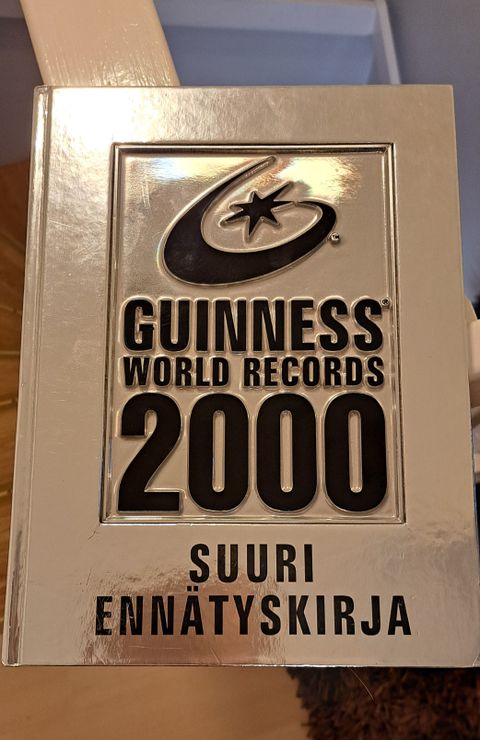 GUINNESS®
WORLD RECORDS
2000
SUURI
ENNÄTYSKIRJA